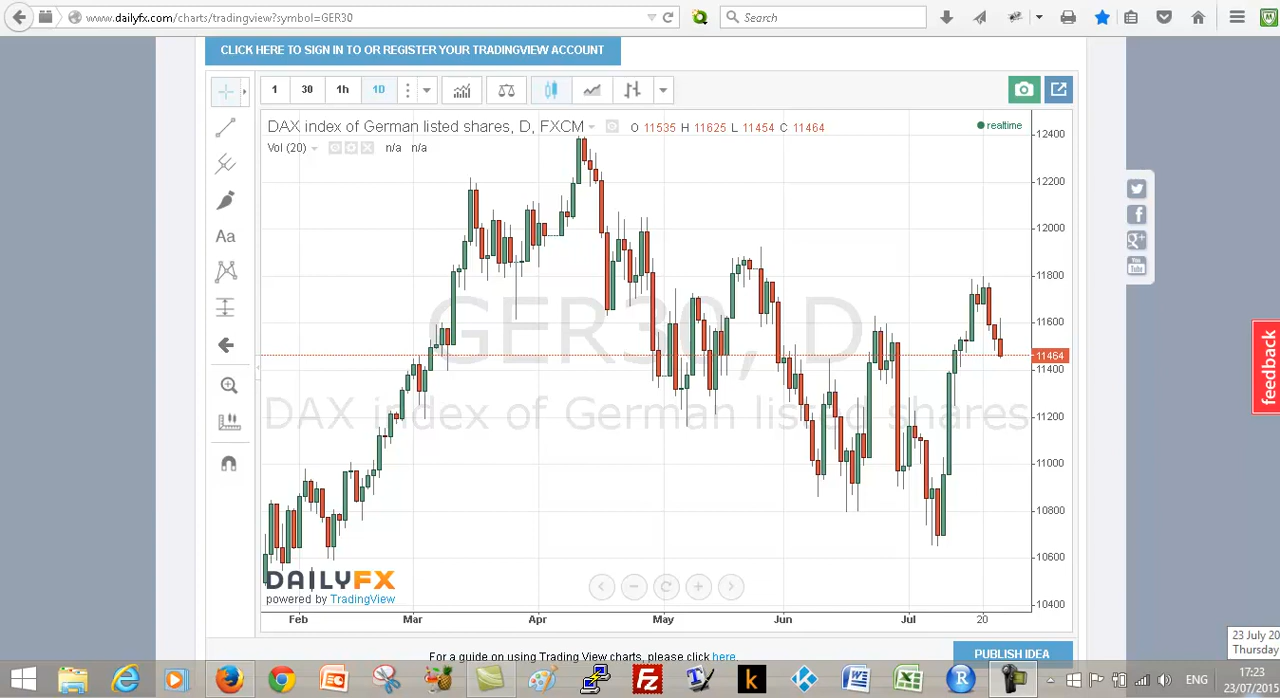 www.dailyfx.com/charts/tradingview?symbol=GER30
Search
CLICK HERE TO SIGN IN TO OR REGISTER YOUR TRADINGVIEW ACCOUNT
1 30 1h 1D
DAX index of German listed shares, D, FXCM O 11535 H 11625 L 11454 C 11464
realtime
Vol (20) n/a n/a
Aa
GER30, D
DAX index of German listed shares
12400
12200
12000
11800
11600
11464
11400
11200
11000
10800
10600
10400
DAILYFX
powered by TradingView
Feb Mar Apr May Jun Jul 20
You
Tube
feedback
For a guide on using Trading View charts, please click here.
PUBLISH IDEA
23 July 20
Thursday
ENG
17:23
23/07/2015